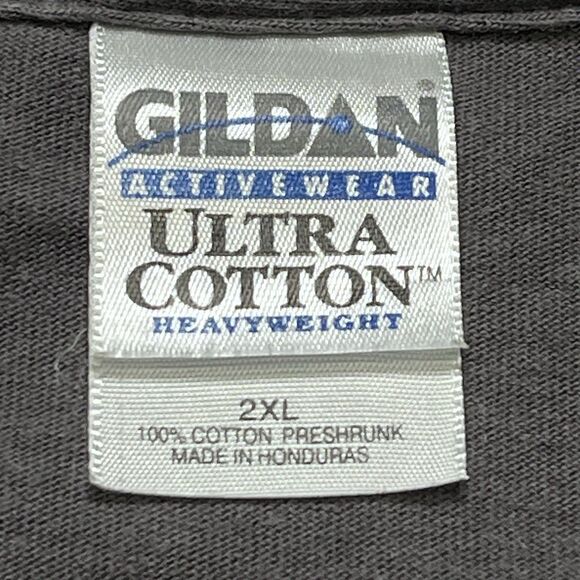 GILDAN®
ACTIVEWEAR
ULTRA
COTTON™
HEAVYWEIGHT
2XL
100% COTTON PRESHRUNK
MADE IN HONDURAS